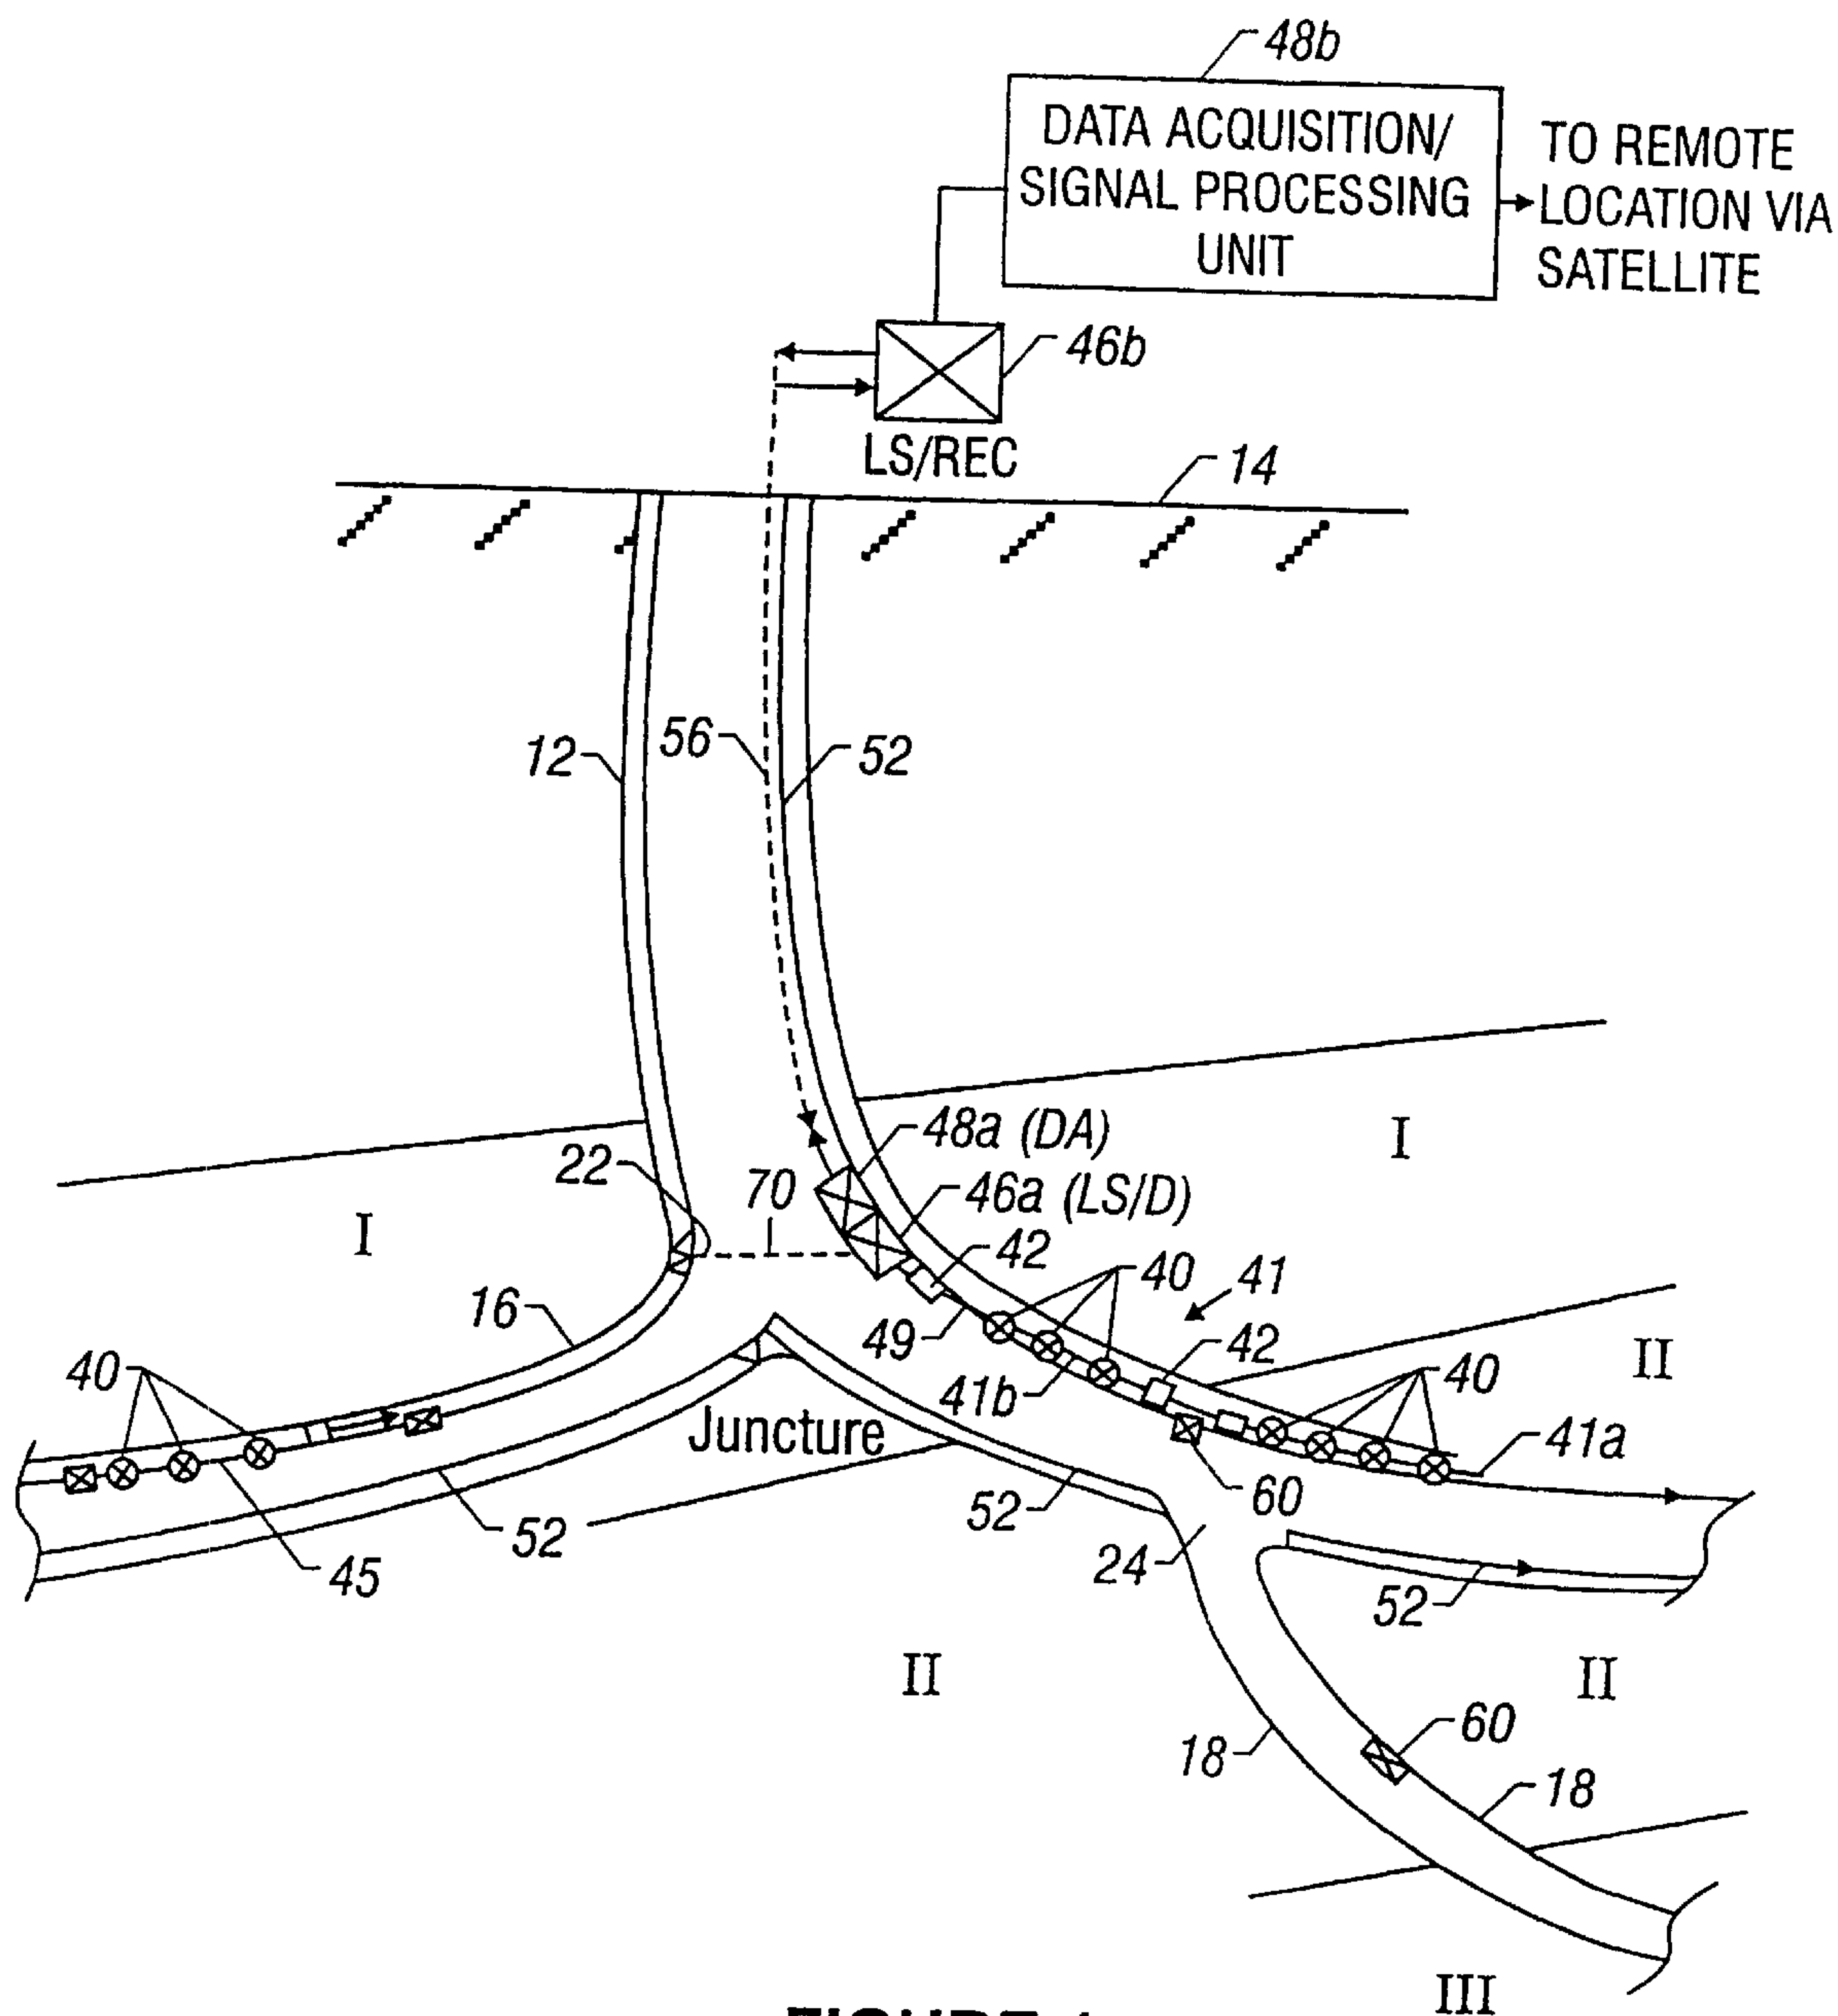 48b
DATA ACQUISITION/
SIGNAL PROCESSING
UNIT
TO REMOTE
LOCATION VIA
SATELLITE
46b
LS/REC
14
12
56
52
48a (DA)
I
22
70
46a (LS/D)
I
42
40
41
16
49
42
II
40
41b
40
Juncture
41a
60
52
52
45
24
52
II
II
60
18
18
III